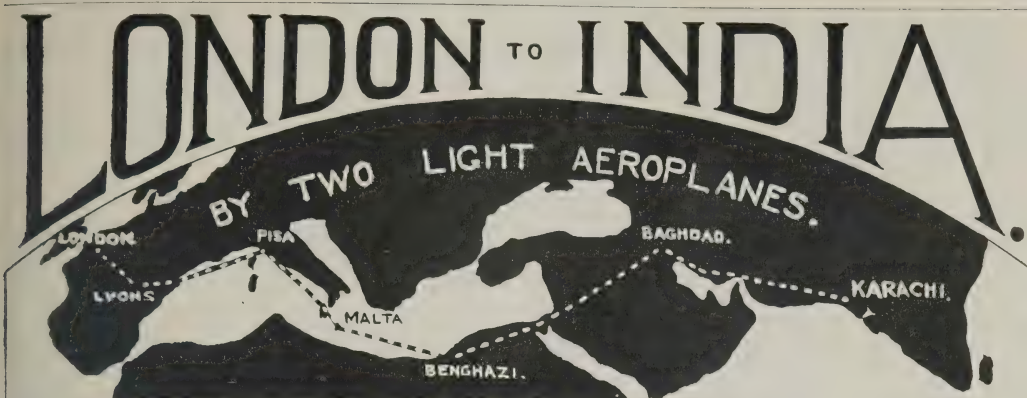 LONDON TO INDIA.
BY TWO LIGHT AEROPLANES.
LONDON.
PISA
BAGHDAD.
LYONS
KARACHI.
MALTA
BENGHAZI.